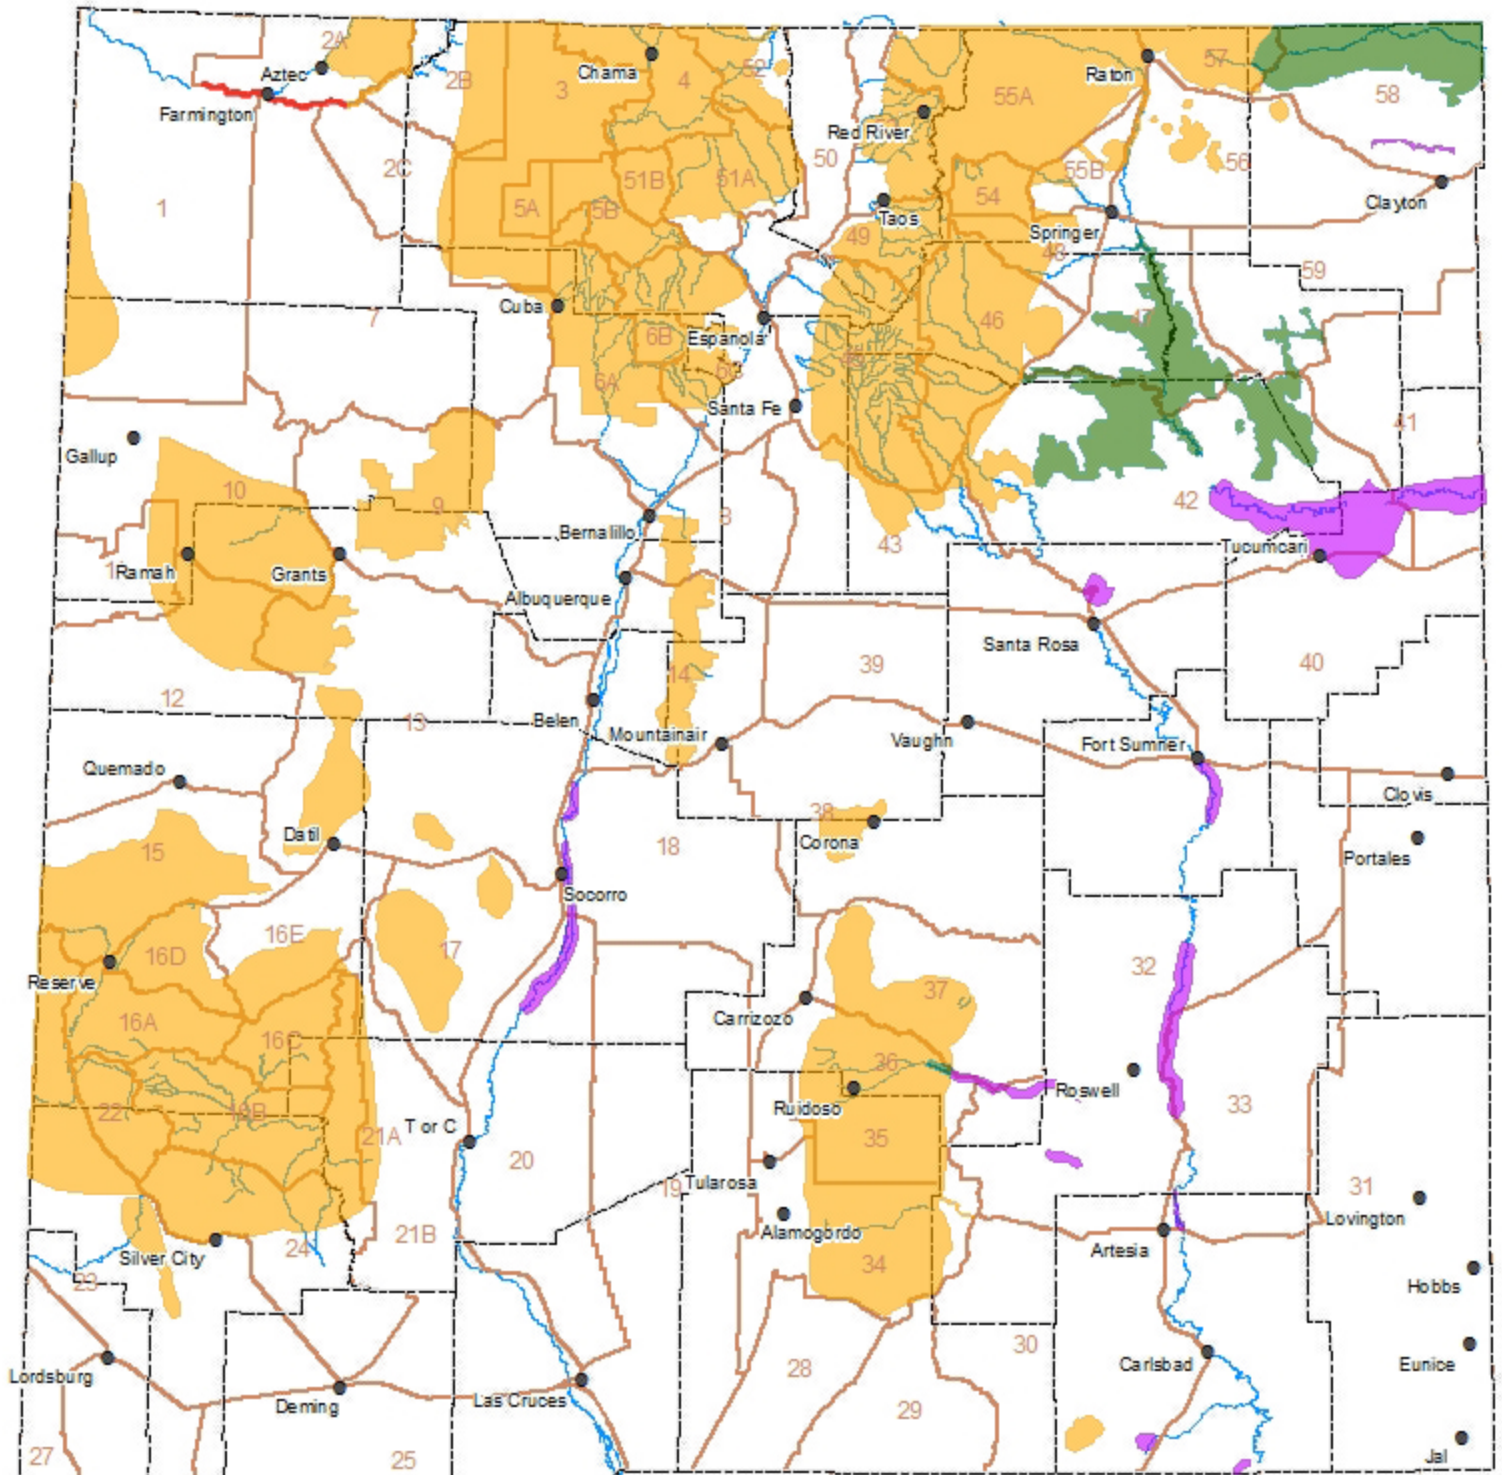 2A
Aztec
Farmington
2B
3
Chama
4
52
Raton
57
58
55A
Red River
50
2C
1
51B
51A
5A
5B
Taos
54
55B
56
Clayton
Springer
49
48
59
7
Cuba
6B
Espanola
6C
6A
46
47
45
Santa Fe
41
Gallup
10
9
8
42
Bernalillo
43
Tucumcari
Ramah
Grants
Albuquerque
Santa Rosa
39
40
14
12
13
Belen
Mountainair
Vaughn
Fort Sumner
Quemado
Clovis
38
Datil
Corona
Portales
15
18
Socorro
16E
17
16D
Reserve
32
37
Carrizozo
16A
16C
36
Roswell
33
Ruidoso
22
16B
21A
T or C
35
20
Tularosa
19
31
Lovington
21B
Alamogordo
Silver City
24
34
Artesia
23
Hobbs
30
Lordsburg
28
Carlsbad
Eunice
Deming
Las Cruces
29
27
25
Jal